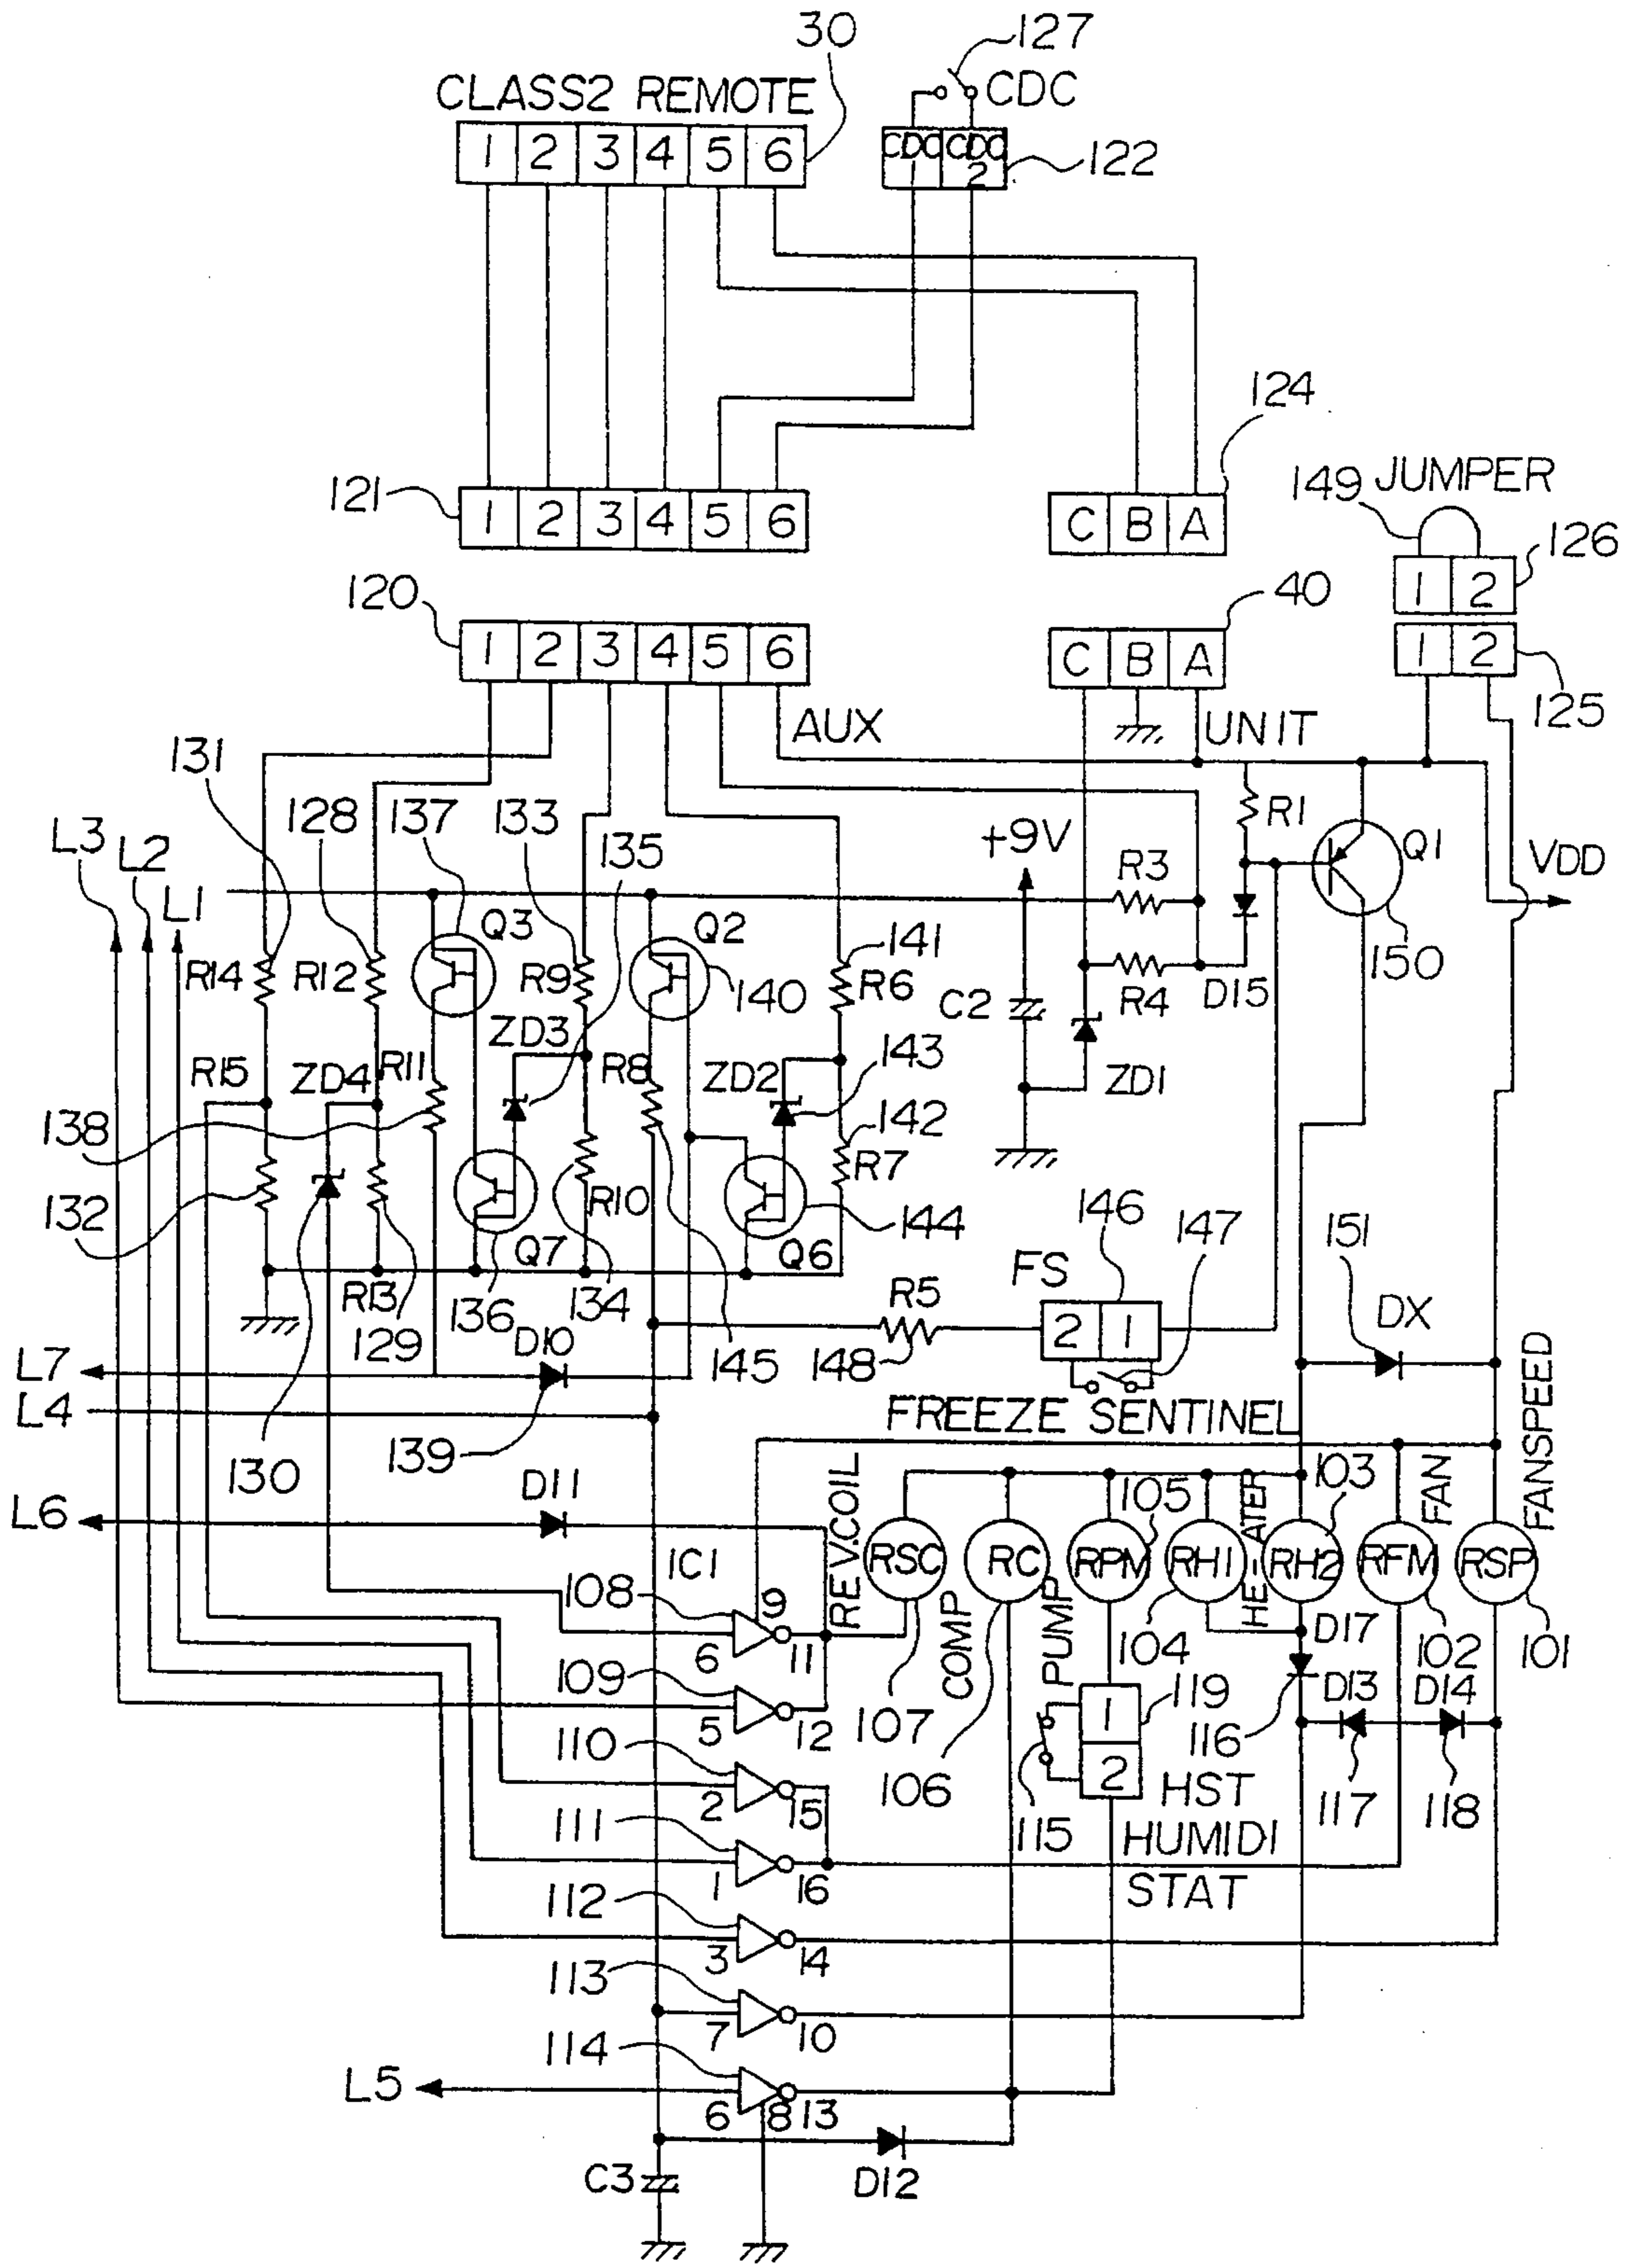 30
127
CLASS2 REMOTE
CDC
1 2 3 4 5 6
CDC 1 CDC 2
122
124
149 JUMPER
121
1 2 3 4 5 6
C B A
126
1 2
120
40
1 2 3 4 5 6
C B A
1 2
125
AUX
UNIT
131
128
137
133
135
R1
Q1
L3
L2
L1
+9V
R3
VDD
Q3
Q2
141
150
R14
R12
R9
140
R6
C2
R4
D15
ZD3
143
R15
ZD4
R11
R8
ZD2
ZD1
138
142
R7
132
R10
144
146
147
151
Q7
Q6
FS
R13
134
R5
2 1
DX
129
136
D10
145
148
L7
L4
FREEZE SENTINEL
130
139
103
D11
REV.COIL
105
HE-ATER
FAN
FANSPEED
L6
IC1
RSC
RC
RPM
RH1
RH2
RFM
RSP
108
9
6
11
COMP
PUMP
104
D17
102
101
109
5
12
107
119
1
2
D13
D14
110
116
2
15
106
HST
117
118
111
115
HUMIDI
1
16
STAT
112
3
14
113
7
10
114
L5
6
8
13
C3
D12